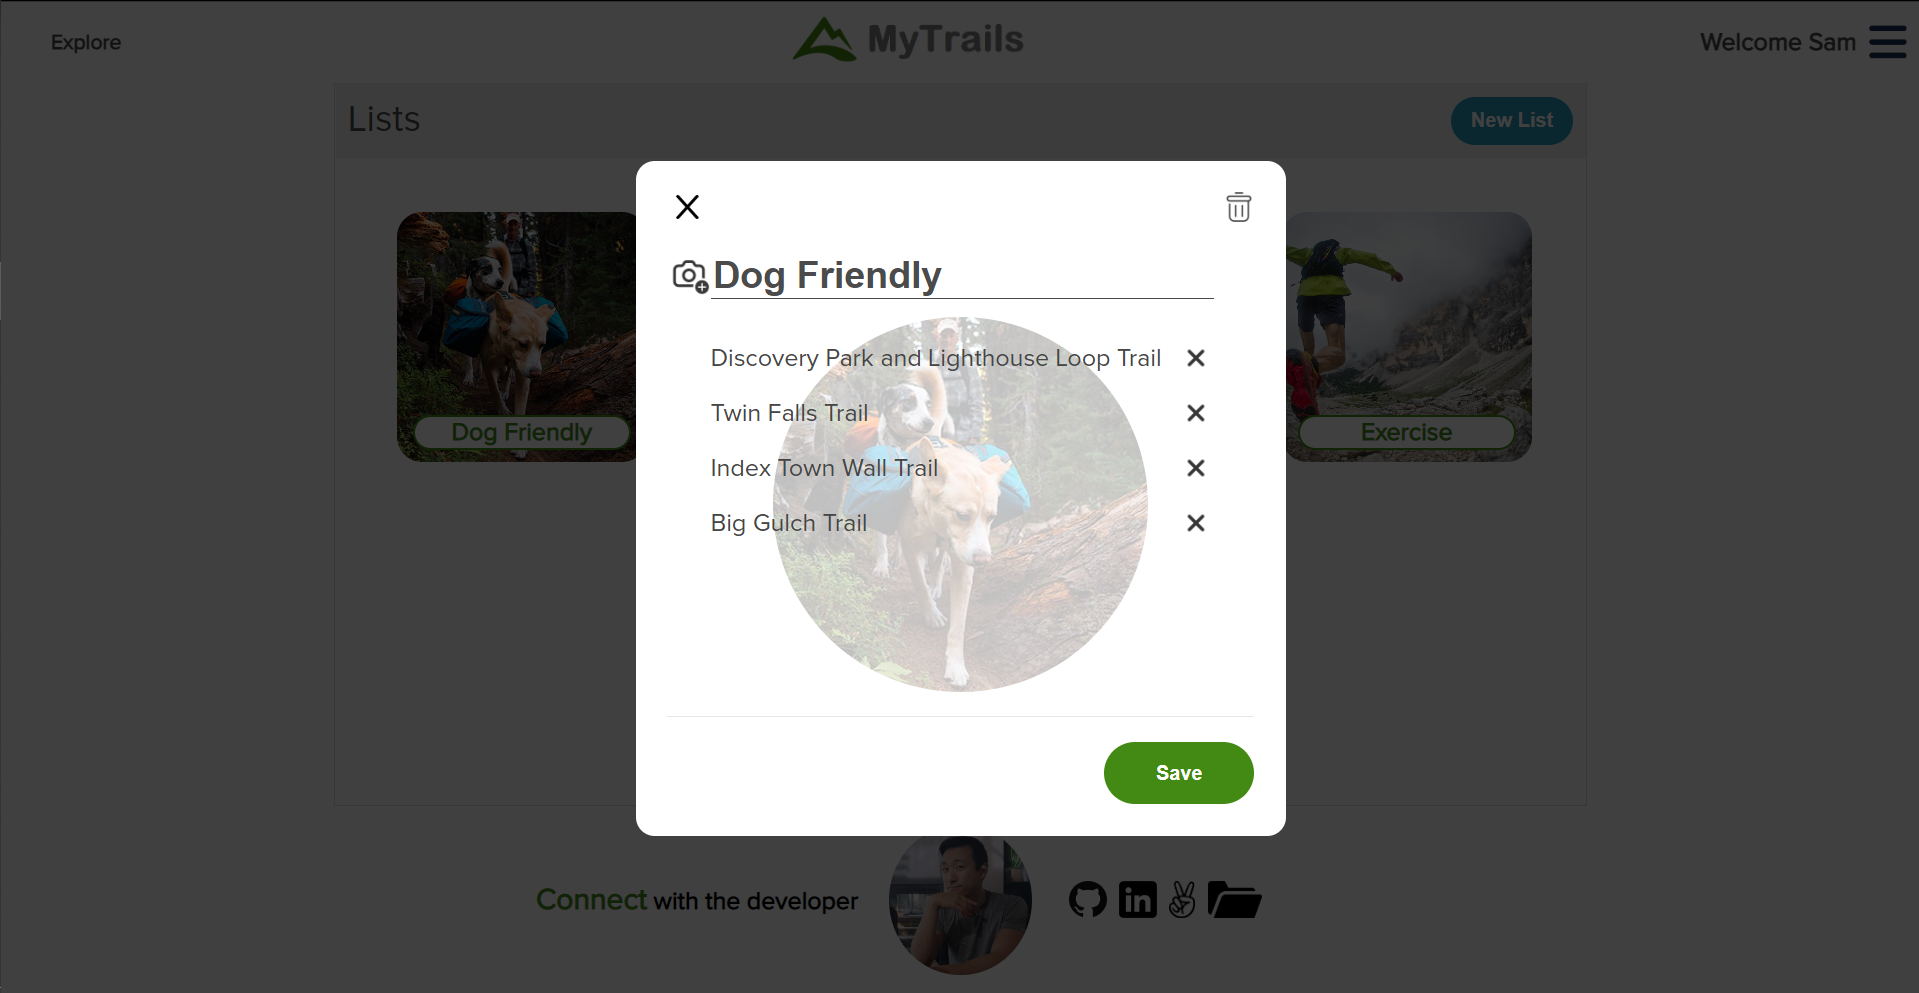 Explore
MyTrails
Welcome Sam
Lists
New List
Dog Friendly
Exercise
Dog Friendly
Discovery Park and Lighthouse Loop Trail
Twin Falls Trail
Index Town Wall Trail
Big Gulch Trail
Save
Connect with the developer
in